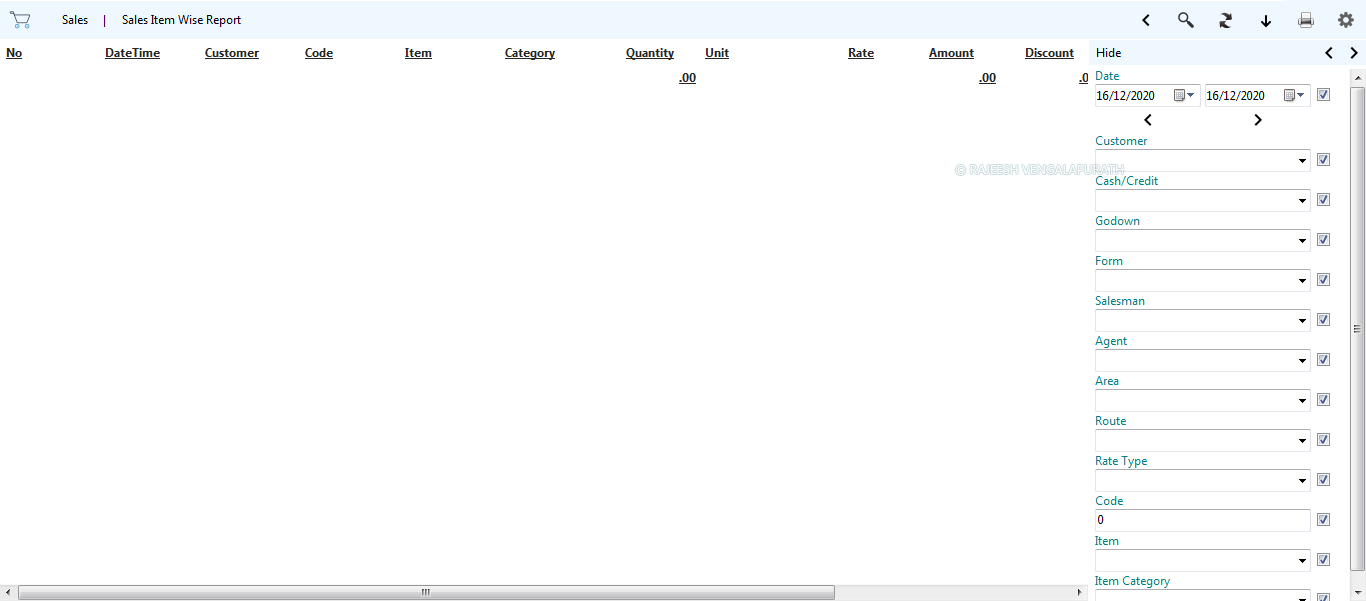 Sales | Sales Item Wise Report
No DateTime Customer Code Item Category Quantity Unit Rate Amount Discount
.00 .00 .0
Hide
Date
16/12/2020 16/12/2020
Customer
© RAJEESH VENGALAPURATH
Cash/Credit
Godown
Form
Salesman
Agent
Area
Route
Rate Type
Code
0
Item
Item Category